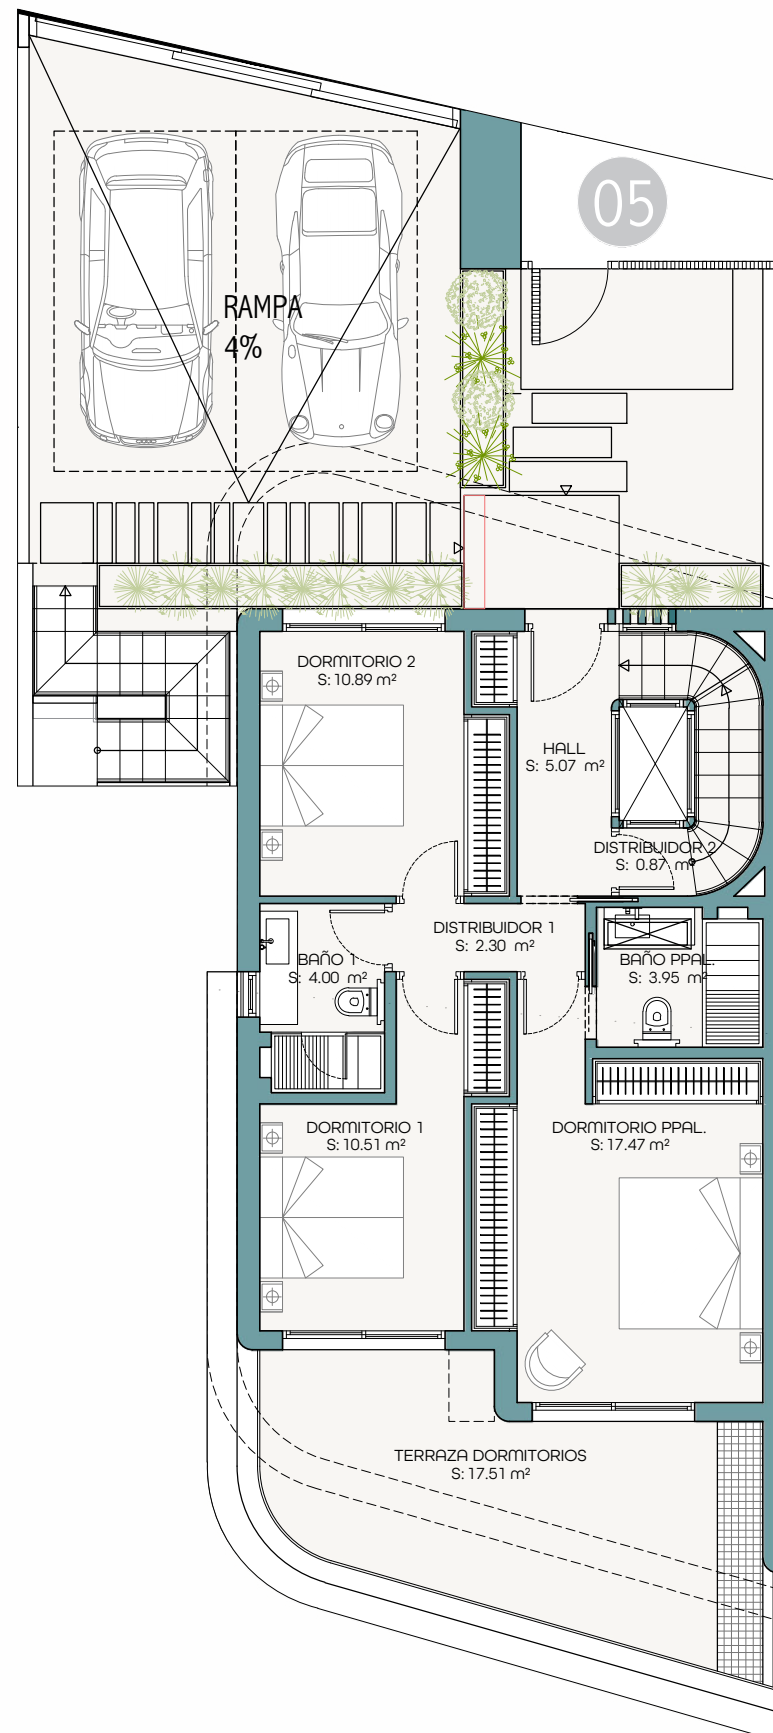 05
RAMPA
4%
DORMITORIO 2
S: 10.89 m²
HALL
S: 5.07 m²
DISTRIBUIDOR 2
S: 0.87 m²
DISTRIBUIDOR 1
S: 2.30 m²
BAÑO 1
S: 4.00 m²
BAÑO PPAL.
S: 3.95 m²
DORMITORIO 1
S: 10.51 m²
DORMITORIO PPAL.
S: 17.47 m²
TERRAZA DORMITORIOS
S: 17.51 m²